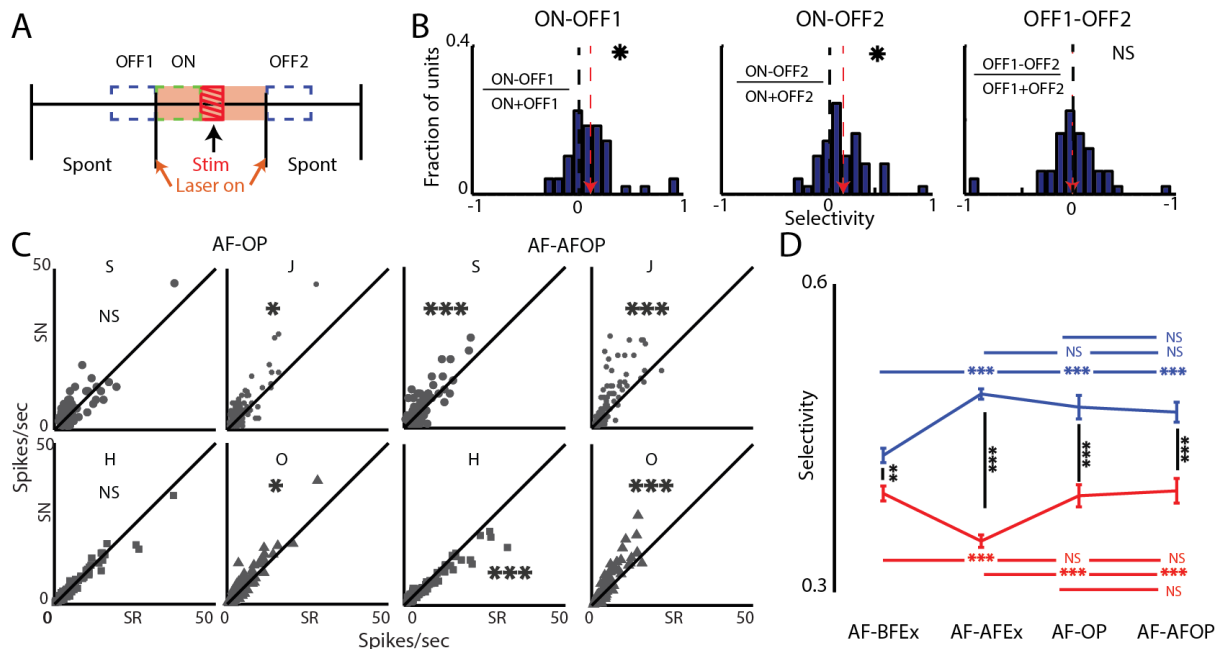 A
OFF1 ON OFF2
Spont Stim Spont
Laser on
B
ON-OFF1 ON-OFF2 OFF1-OFF2
Fraction of units
0.4
0
ON-OFF1
ON+OFF1
*
ON-OFF2
ON+OFF2
*
OFF1-OFF2
OFF1+OFF2
NS
-1 0 1 -1 0 1 -1 0 -1
Selectivity
C
AF-OP AF-AFOP
50 S J S J
NS * *** ***
SN
0
Spikes/sec
50 H O H O
NS * *** ***
SN
0
0 SR 50 0 SR 50
Spikes/sec
D
0.6
Selectivity
0.3
NS
NS NS
*** *** ***
** *** *** ***
*** NS NS
*** ***
NS
AF-BFEx AF-AFEx AF-OP AF-AFOP